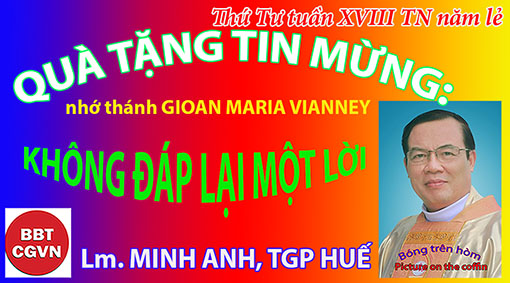 Thứ Tư tuần XVIII TN năm lẻ
QUÀ TẶNG TIN MỪNG:
nhớ thánh GIOAN MARIA VIANNEY
KHÔNG ĐÁP LẠI MỘT LỜI
BBT
CGVN
Lm. MINH ANH, TGP HUẾ
Bóng trên hòm
Picture on the coffin